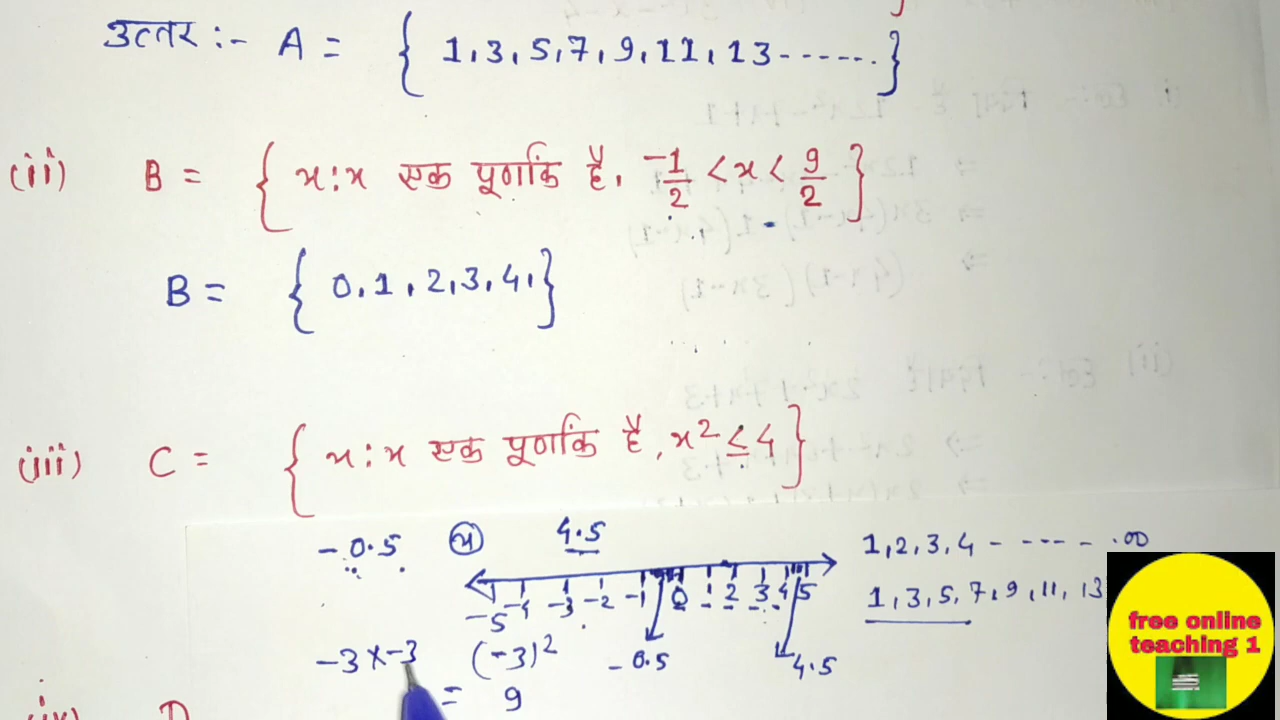 उत्तर :- A = { 1, 3, 5, 7, 9, 11, 13 ------ }
(ii) B = { x : x एक पूर्णांक है, -1/2 < x < 9/2 }
B = { 0, 1, 2, 3, 4, }
(iii) C = { x : x एक पूर्णांक है, x² ≤ 4 }
-0.5 4.5
1, 2, 3, 4 - ---- - .∞
-5 -4 -3 -2 -1 0 2 3 4 5
1, 3, 5, 7, 9, 11, 13
-3 x -3 (-3)² -0.5 4.5
= 9
free online
teaching 1